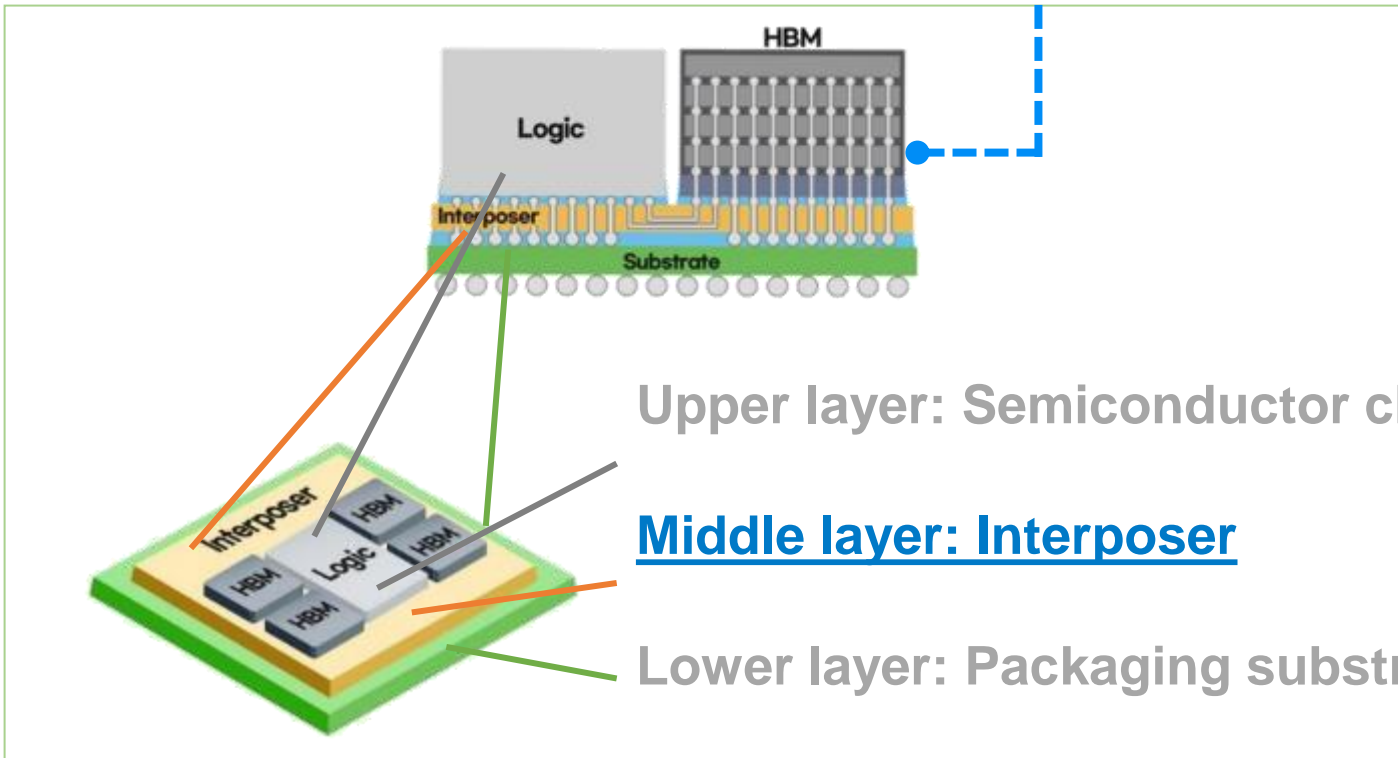 HBM
Logic
Interposer
Substrate
Upper layer: Semiconductor
Interposer
HBM
HBM
Logic
HBM
HBM
Middle layer: Interposer
Lower layer: Packaging